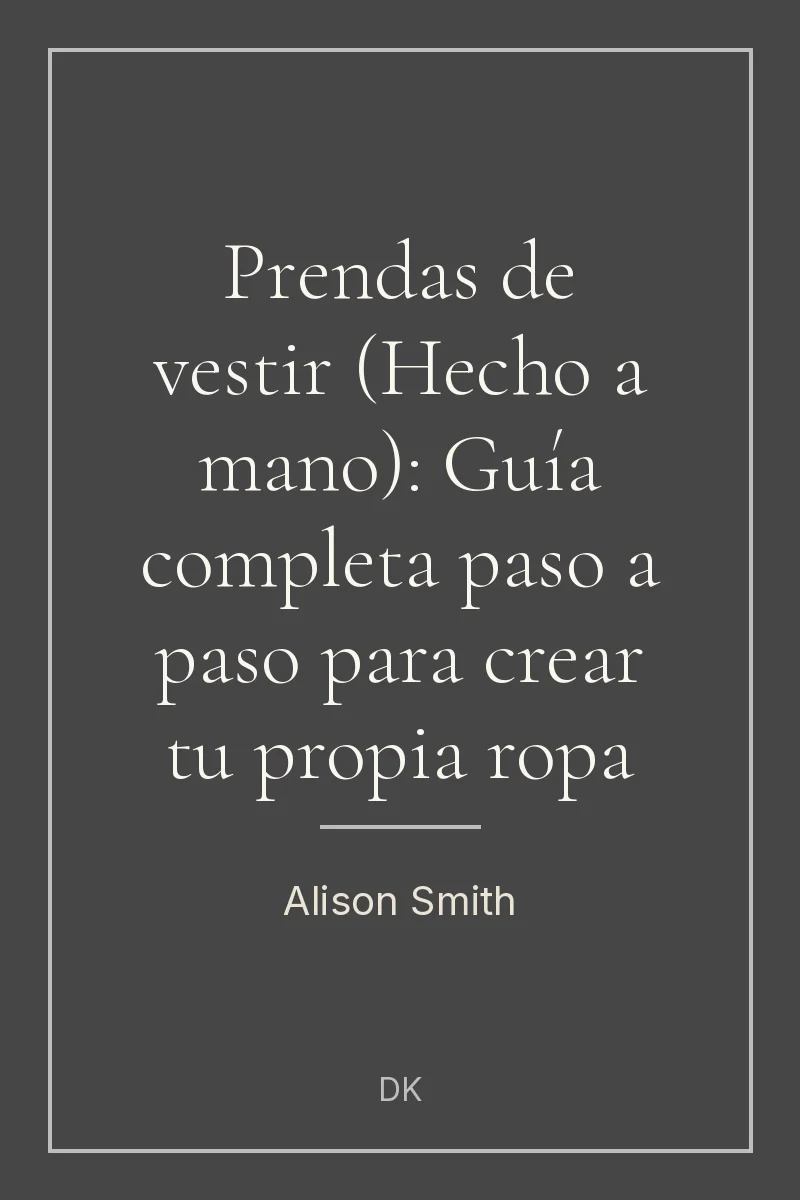 Prendas de
vestir (Hecho a
mano): Guía
completa paso a
paso para crear
tu propia ropa
Alison Smith
DK